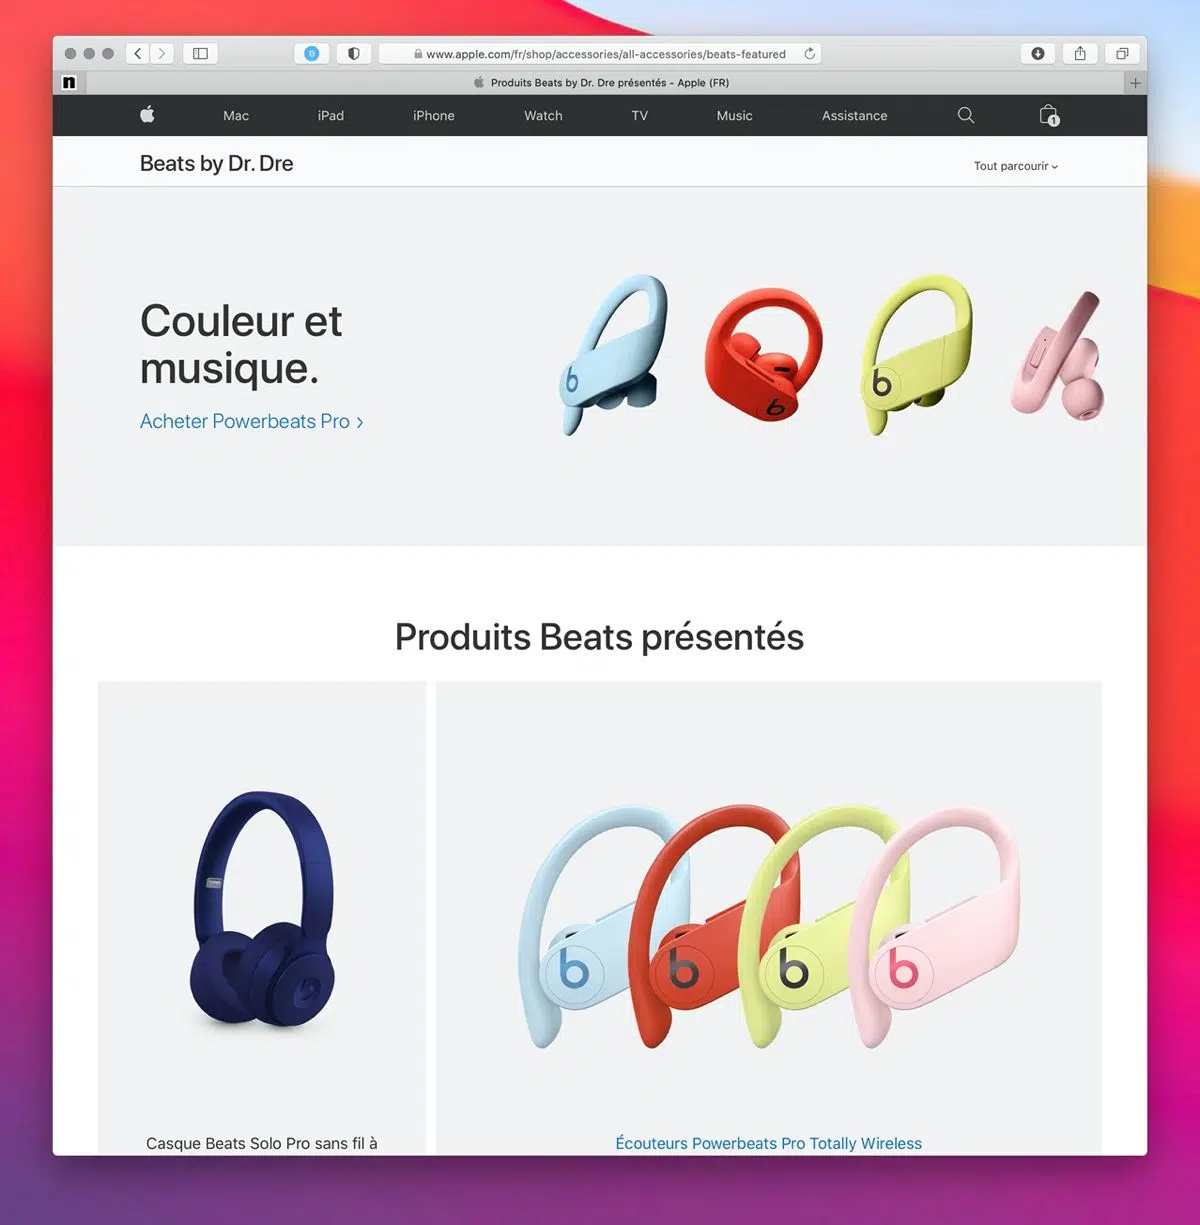 www.apple.com/fr/shop/accessories/all-accessories/beats-featured
n
Produits Beats by Dr. Dre présentés - Apple (FR)
Mac iPad iPhone Watch TV Music Assistance 1
Beats by Dr. Dre
Tout parcourir
Couleur et
musique.
Acheter Powerbeats Pro >
b b b
Produits Beats présentés
b b b b b
Casque Beats Solo Pro sans fil à
Écouteurs Powerbeats Pro Totally Wireless